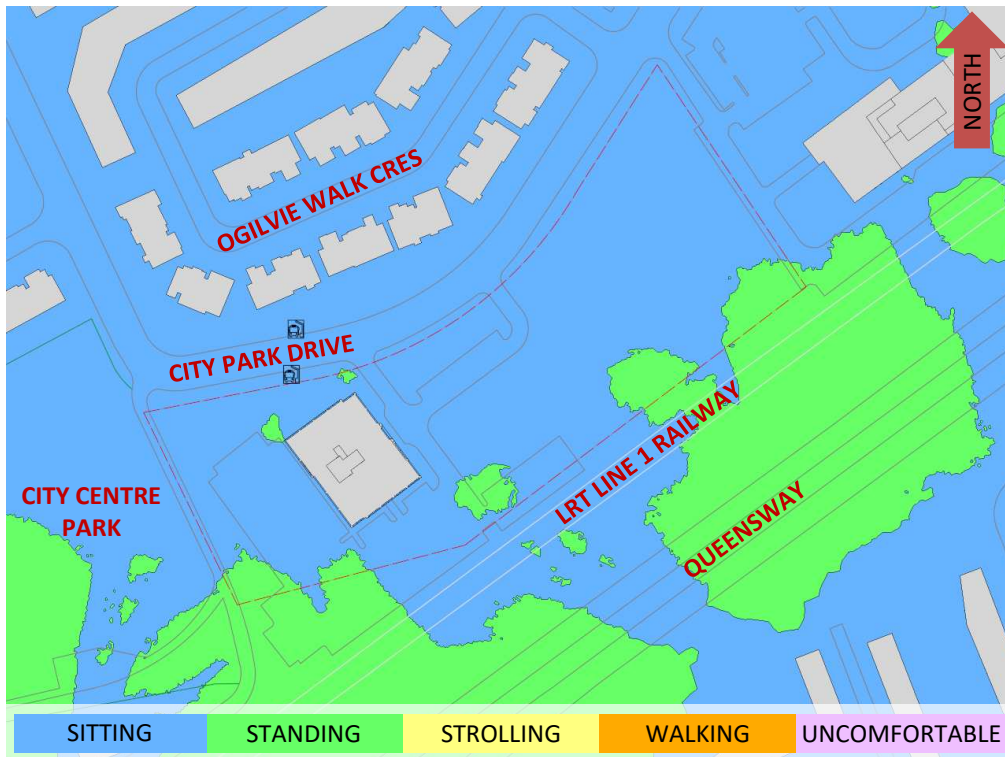 NORTH
OGILVIE WALK CRES
CITY PARK DRIVE
LRT LINE 1 RAILWAY
CITY CENTRE
PARK
QUEENSWAY
SITTING
STANDING
STROLLING
WALKING
UNCOMFORTABLE